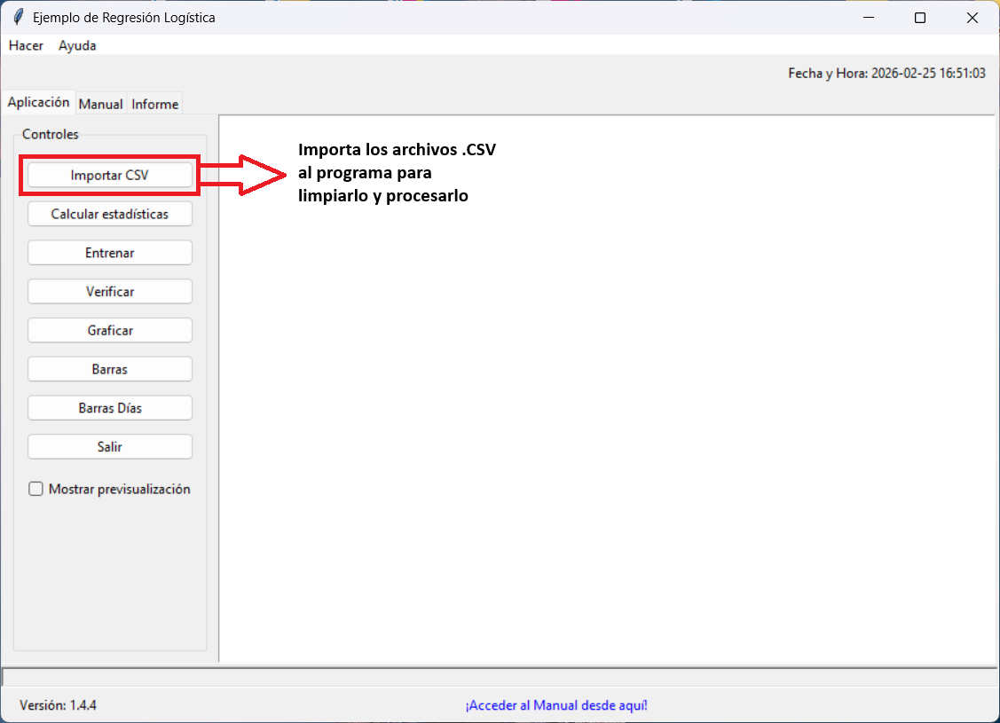 Ejemplo de Regresión Logística
Hacer Ayuda
Fecha y Hora: 2026-02-25 16:51:03
Aplicación Manual Informe
Controles
Importar CSV
Importa los archivos .CSV
al programa para
limpiarlo y procesarlo
Calcular estadísticas
Entrenar
Verificar
Graficar
Barras
Barras Días
Salir
Mostrar previsualización
Versión: 1.4.4
¡Acceder al Manual desde aquí!